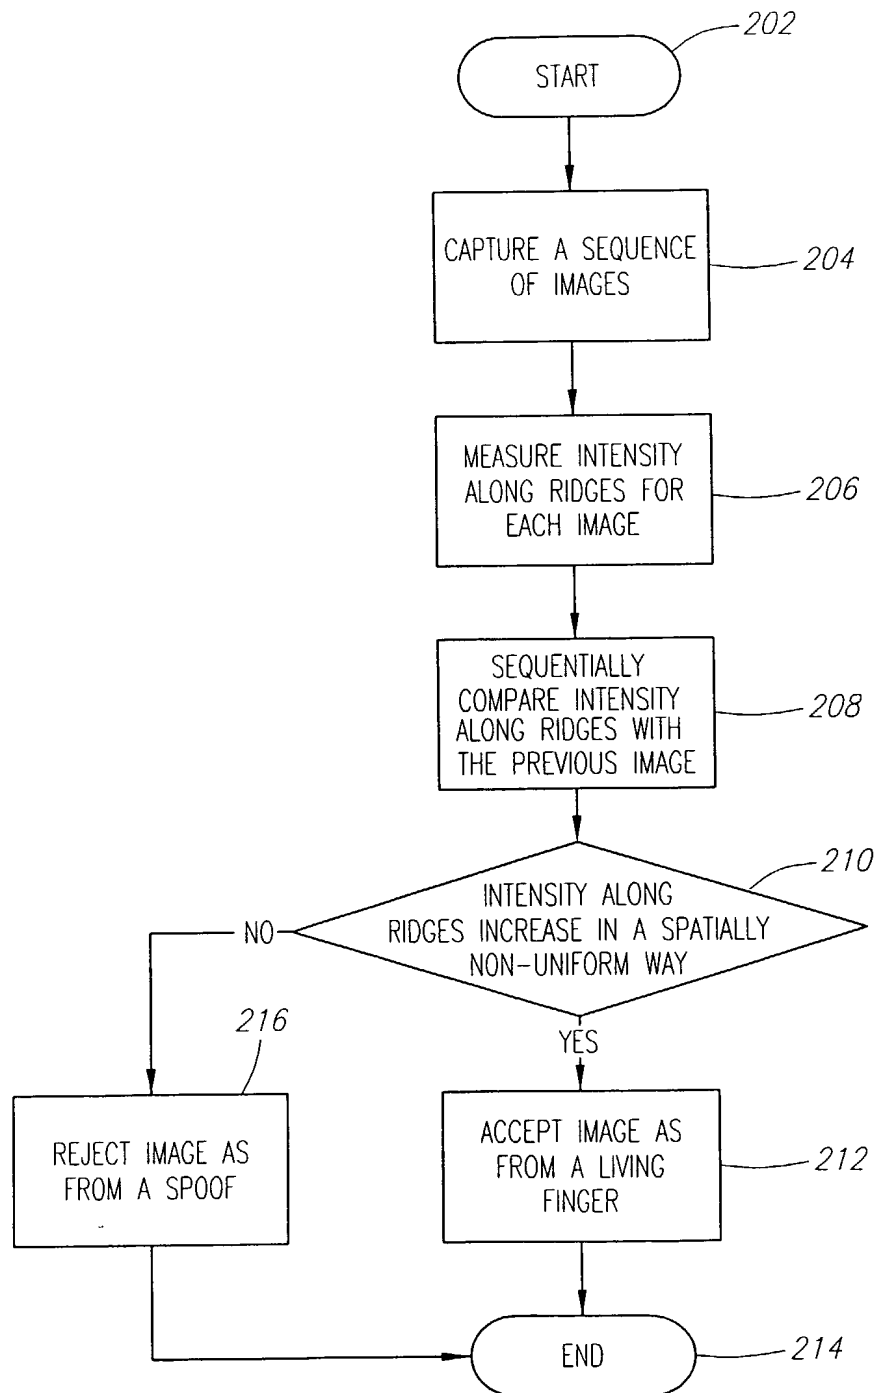 202
START
CAPTURE A SEQUENCE
OF IMAGES
204
MEASURE INTENSITY
ALONG RIDGES FOR
EACH IMAGE
206
SEQUENTIALLY
COMPARE INTENSITY
ALONG RIDGES WITH
THE PREVIOUS IMAGE
208
210
INTENSITY ALONG
RIDGES INCREASE IN A SPATIALLY
NON-UNIFORM WAY
NO
YES
216
REJECT IMAGE AS
FROM A SPOOF
ACCEPT IMAGE AS
FROM A LIVING
FINGER
212
END
214